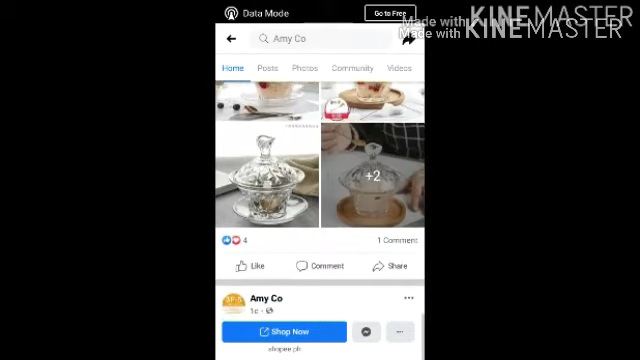 Data Mode
Go to Free
Made with KINEMASTER
Made with KINEMASTER
Amy Co
Home Posts Photos Community Videos
+2
4
1 Comment
Like Comment Share
Amy Co
Shop Now
shopee.ph